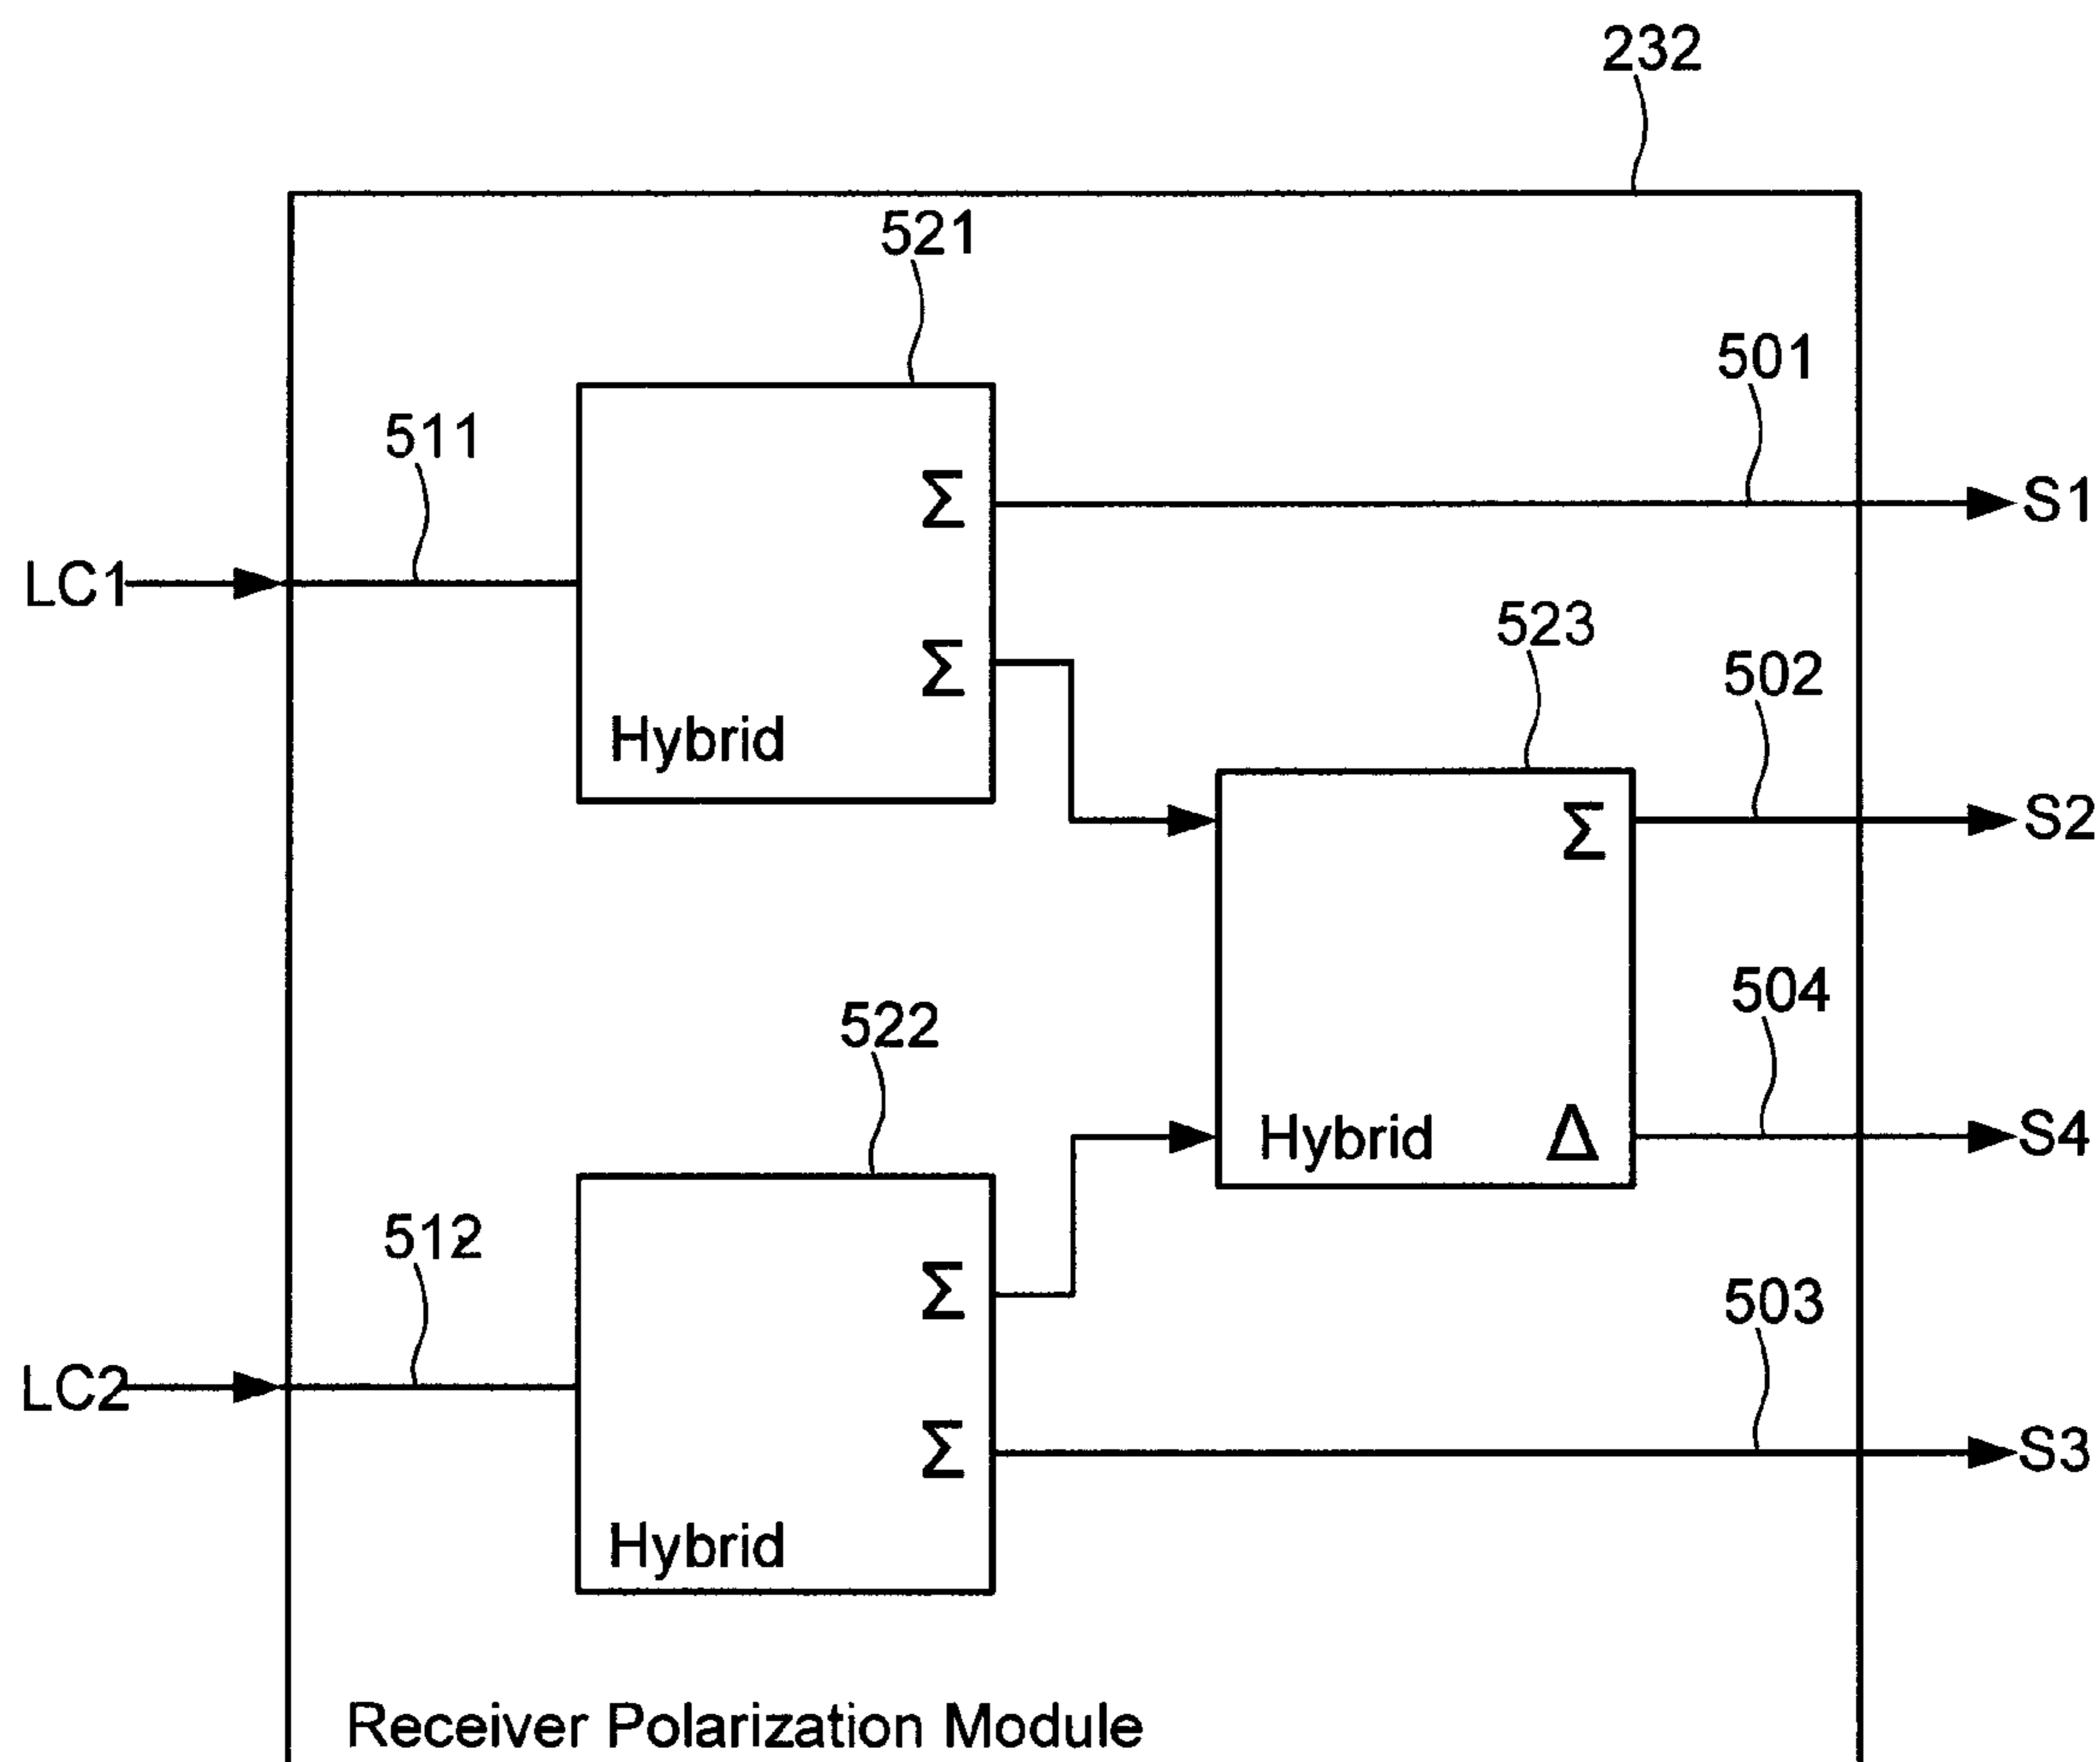 232
521
501
511
Σ
S1
LC1
523
Σ
502
Hybrid
Σ
S2
504
522
Hybrid
Δ
S4
512
Σ
503
LC2
Σ
S3
Hybrid
Receiver Polarization Module